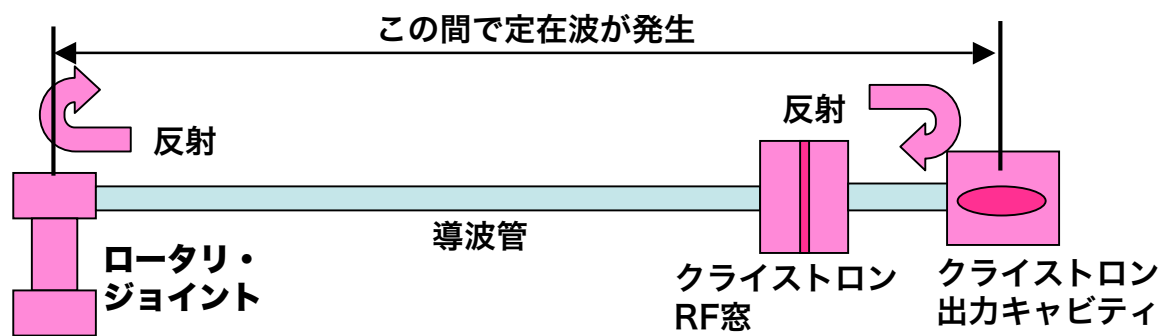 この間で定在波が発生
反射
反射
導波管
ロータリ・
ジョイント
クライストロン
RF窓
クライストロン
出力キャビティ